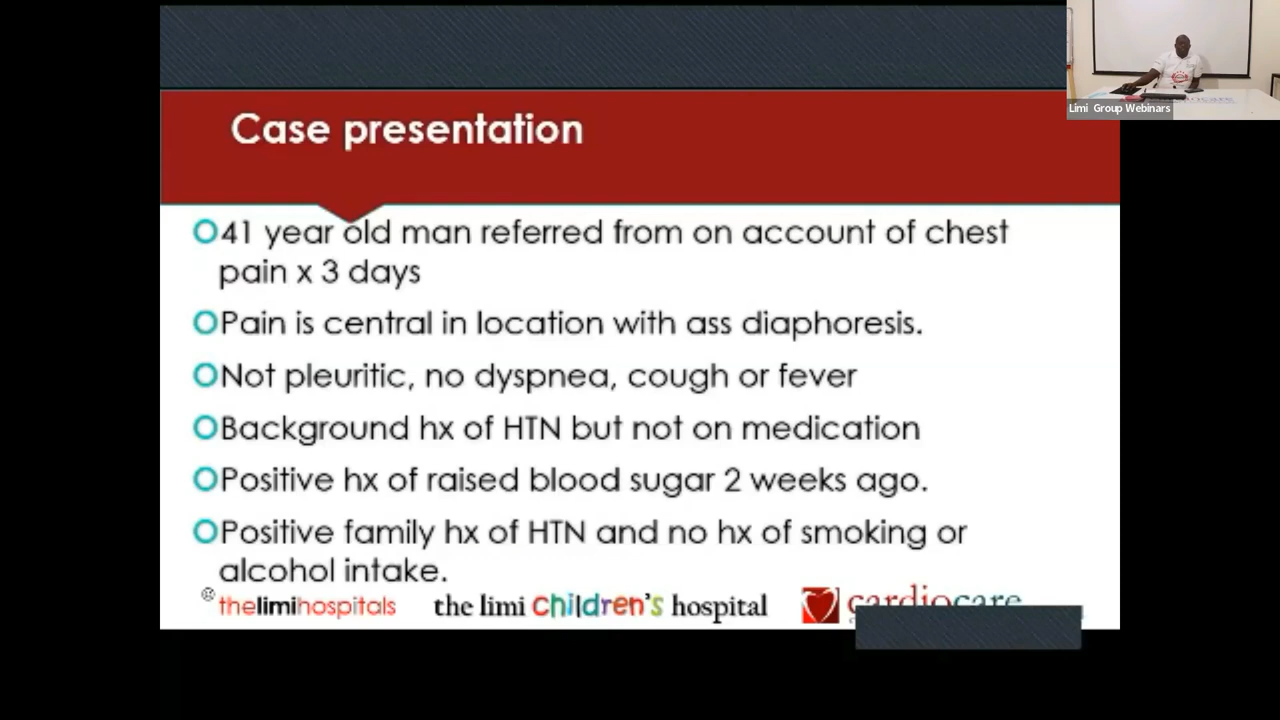 Case presentation
41 year old man referred from on account of chest
pain x 3 days
Pain is central in location with ass diaphoresis.
Not pleuritic, no dyspnea, cough or fever
Background hx of HTN but not on medication
Positive hx of raised blood sugar 2 weeks ago.
Positive family hx of HTN and no hx of smoking or
alcohol intake.
thelimihospitals
the limi children's hospital
cardiocare
Limi Group Webinars